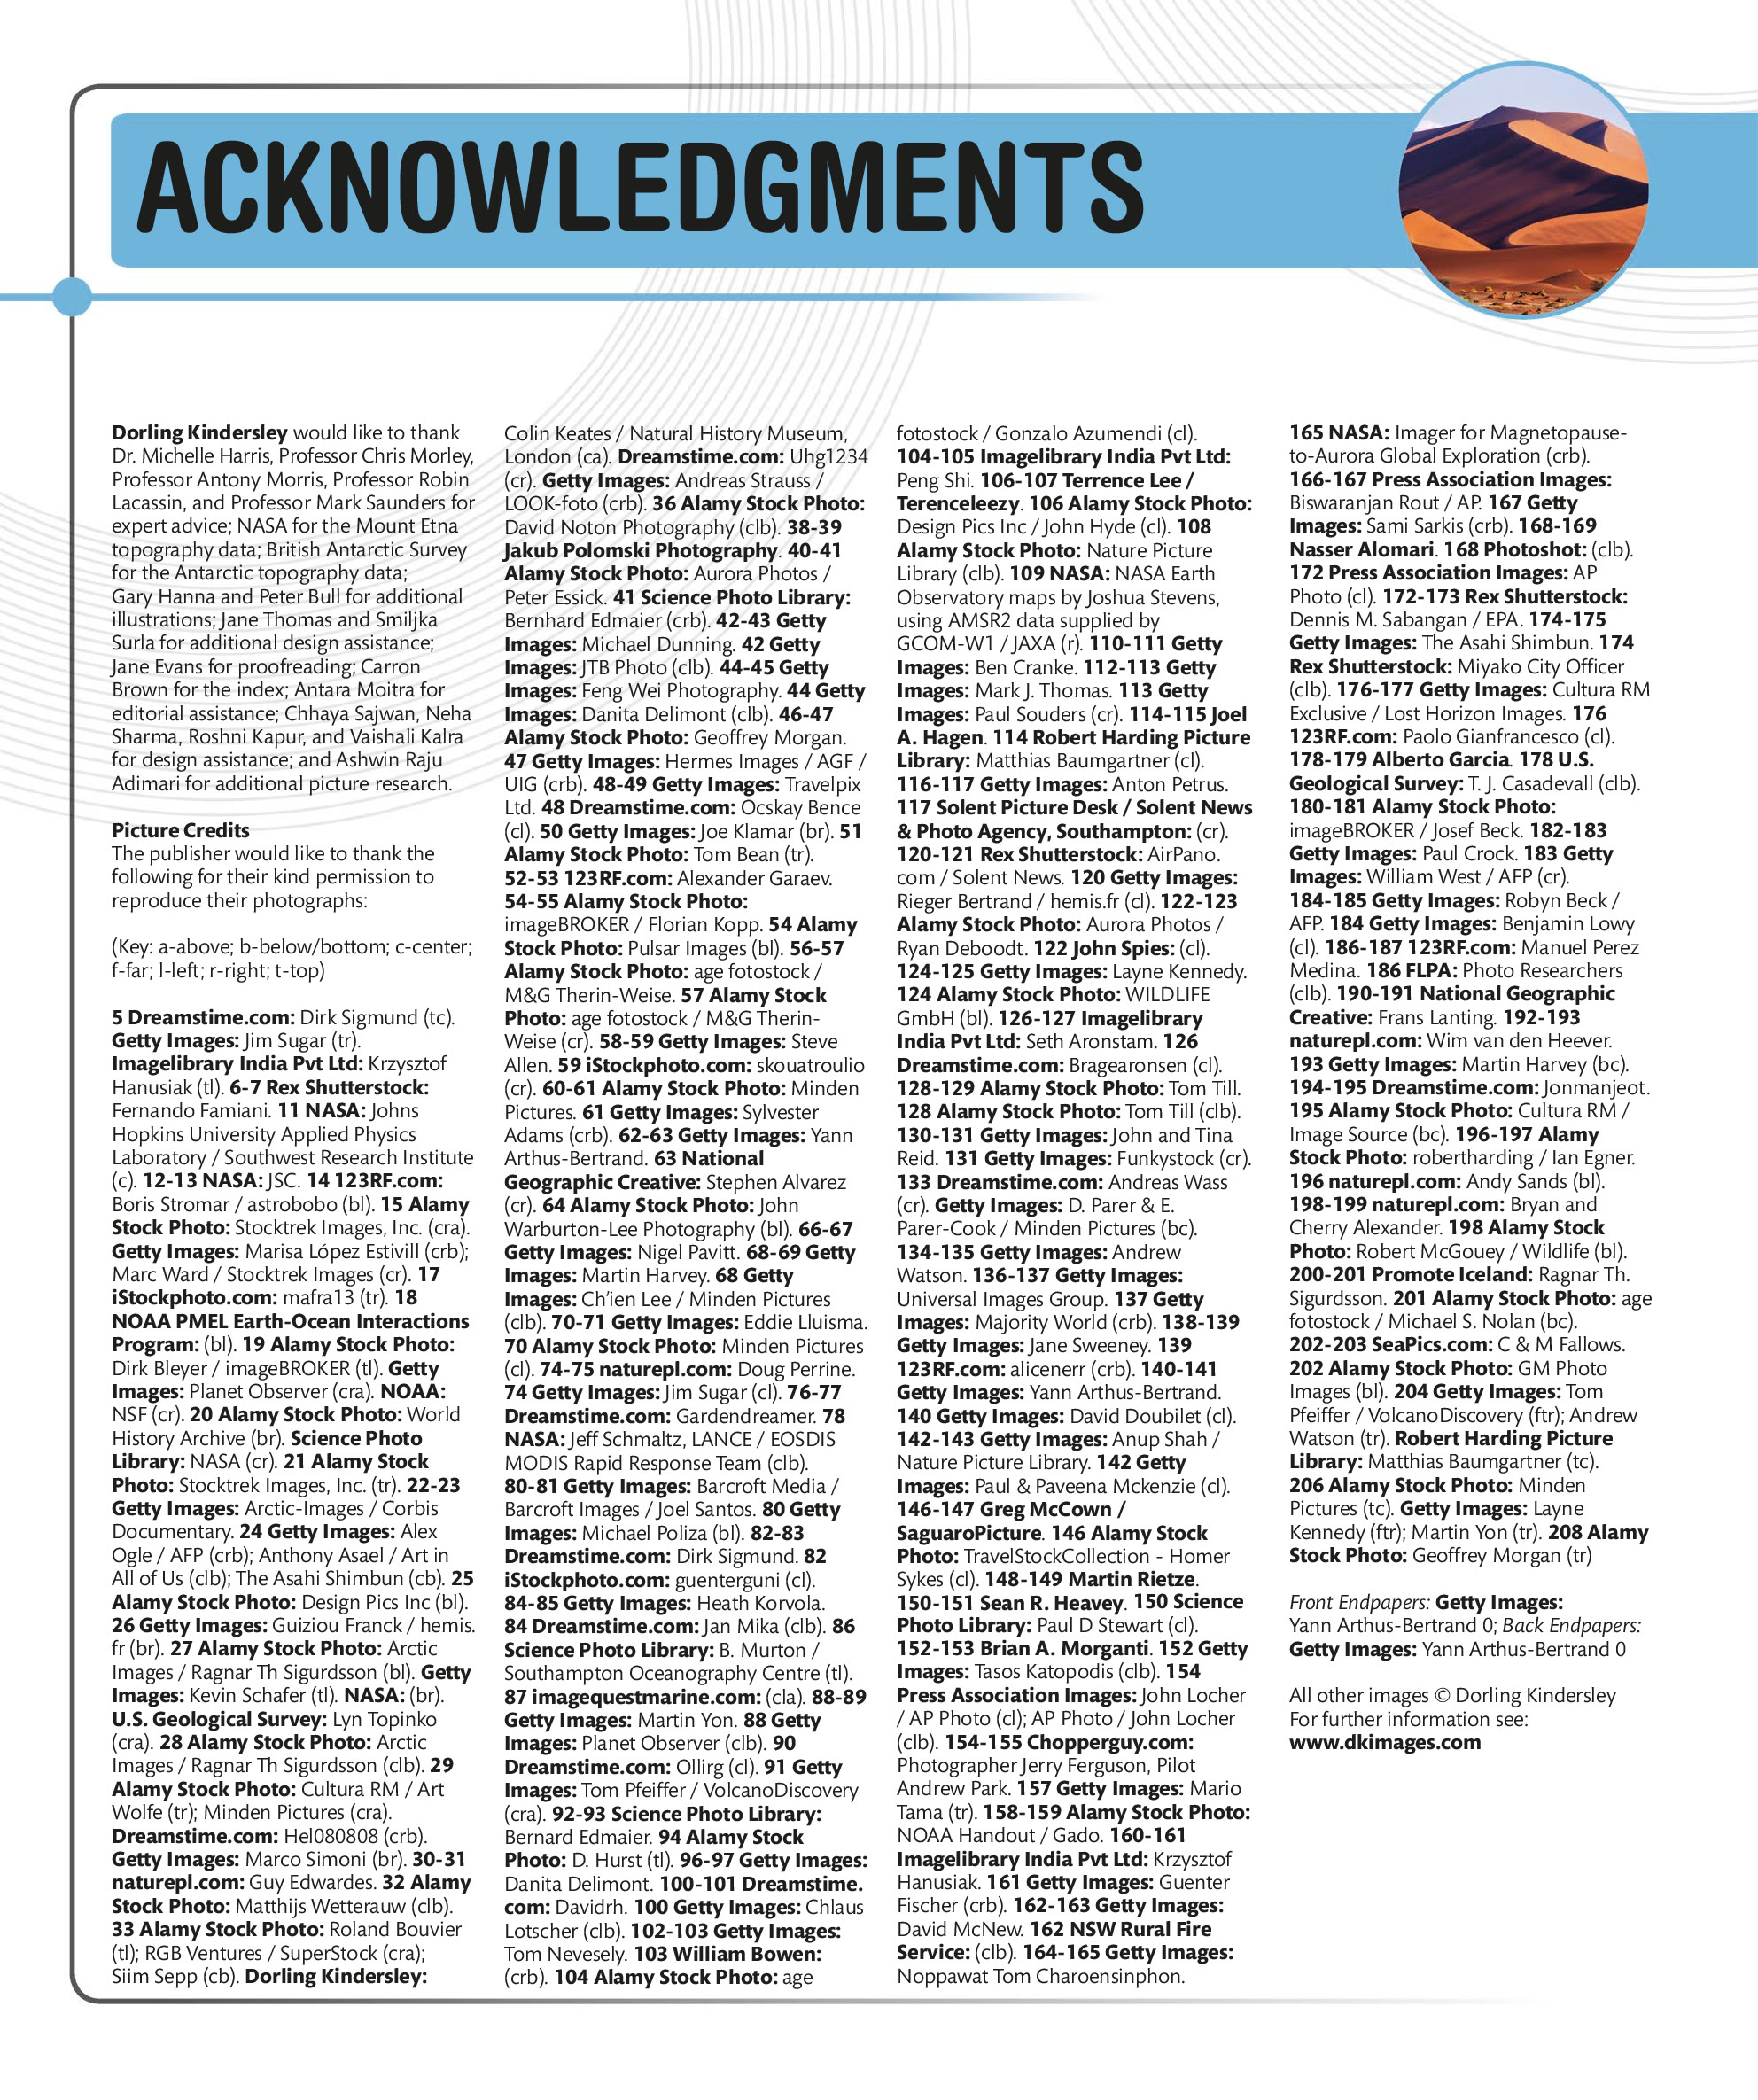 ACKNOWLEDGMENTS
Dorling Kindersley would like to thank
Dr. Michelle Harris, Professor Chris Morley,
Professor Antony Morris, Professor Robin
Lacassin, and Professor Mark Saunders for
expert advice; NASA for the Mount Etna
topography data; British Antarctic Survey
for the Antarctic topography data;
Gary Hanna and Peter Bull for additional
illustrations; Jane Thomas and Smiljka
Surla for additional design assistance;
Jane Evans for proofreading; Carron
Brown for the index; Antara Moitra for
editorial assistance; Chhaya Sajwan, Neha
Sharma, Roshni Kapur, and Vaishali Kalra
for design assistance; and Ashwin Raju
Adimari for additional picture research.
Picture Credits
The publisher would like to thank the
following for their kind permission to
reproduce their photographs:
(Key: a-above; b-below/bottom; c-center;
f-far; l-left; r-right; t-top)
5 Dreamstime.com: Dirk Sigmund (tc).
Getty Images: Jim Sugar (tr).
Imagelibrary India Pvt Ltd: Krzysztof
Hanusiak (tl). 6-7 Rex Shutterstock:
Fernando Famiani. 11 NASA: Johns
Hopkins University Applied Physics
Laboratory / Southwest Research Institute
(c). 12-13 NASA: JSC. 14 123RF.com:
Boris Stromar / astrobobo (bl). 15 Alamy
Stock Photo: Stocktrek Images, Inc. (cra).
Getty Images: Marisa López Estivill (crb);
Marc Ward / Stocktrek Images (cr). 17
iStockphoto.com: mafra13 (tr). 18
NOAA PMEL Earth-Ocean Interactions
Program: (bl). 19 Alamy Stock Photo:
Dirk Bleyer / imageBROKER (tl). Getty
Images: Planet Observer (cra). NOAA:
NSF (cr). 20 Alamy Stock Photo: World
History Archive (br). Science Photo
Library: NASA (cr). 21 Alamy Stock
Photo: Stocktrek Images, Inc. (tr). 22-23
Getty Images: Arctic-Images / Corbis
Documentary. 24 Getty Images: Alex
Ogle / AFP (crb); Anthony Asael / Art in
All of Us (clb); The Asahi Shimbun (cb). 25
Alamy Stock Photo: Design Pics Inc (bl).
26 Getty Images: Guiziou Franck / hemis.
fr (br). 27 Alamy Stock Photo: Arctic
Images / Ragnar Th Sigurdsson (bl). Getty
Images: Kevin Schafer (tl). NASA: (br).
U.S. Geological Survey: Lyn Topinko
(cra). 28 Alamy Stock Photo: Arctic
Images / Ragnar Th Sigurdsson (clb). 29
Alamy Stock Photo: Cultura RM / Art
Wolfe (tr); Minden Pictures (cra).
Dreamstime.com: Hel080808 (crb).
Getty Images: Marco Simoni (br). 30-31
naturepl.com: Guy Edwardes. 32 Alamy
Stock Photo: Matthijs Wetterauw (clb).
33 Alamy Stock Photo: Roland Bouvier
(tl); RGB Ventures / SuperStock (cra);
Siim Sepp (cb). Dorling Kindersley:
Colin Keates / Natural History Museum,
London (ca). Dreamstime.com: Uhg1234
(cr). Getty Images: Andreas Strauss /
LOOK-foto (crb). 36 Alamy Stock Photo:
David Noton Photography (clb). 38-39
Jakub Polomski Photography. 40-41
Alamy Stock Photo: Aurora Photos /
Peter Essick. 41 Science Photo Library:
Bernhard Edmaier (crb). 42-43 Getty
Images: Michael Dunning. 42 Getty
Images: JTB Photo (clb). 44-45 Getty
Images: Feng Wei Photography. 44 Getty
Images: Danita Delimont (clb). 46-47
Alamy Stock Photo: Geoffrey Morgan.
47 Getty Images: Hermes Images / AGF /
UIG (crb). 48-49 Getty Images: Travelpix
Ltd. 48 Dreamstime.com: Ocskay Bence
(cl). 50 Getty Images: Joe Klamar (br). 51
Alamy Stock Photo: Tom Bean (tr).
52-53 123RF.com: Alexander Garaev.
54-55 Alamy Stock Photo:
imageBROKER / Florian Kopp. 54 Alamy
Stock Photo: Pulsar Images (bl). 56-57
Alamy Stock Photo: age fotostock /
M&G Therin-Weise. 57 Alamy Stock
Photo: age fotostock / M&G Therin-
Weise (cr). 58-59 Getty Images: Steve
Allen. 59 iStockphoto.com: skouatroulio
(cr). 60-61 Alamy Stock Photo: Minden
Pictures. 61 Getty Images: Sylvester
Adams (crb). 62-63 Getty Images: Yann
Arthus-Bertrand. 63 National
Geographic Creative: Stephen Alvarez
(cr). 64 Alamy Stock Photo: John
Warburton-Lee Photography (bl). 66-67
Getty Images: Nigel Pavitt. 68-69 Getty
Images: Martin Harvey. 68 Getty
Images: Ch'ien Lee / Minden Pictures
(clb). 70-71 Getty Images: Eddie Lluisma.
70 Alamy Stock Photo: Minden Pictures
(cl). 74-75 naturepl.com: Doug Perrine.
74 Getty Images: Jim Sugar (cl). 76-77
Dreamstime.com: Gardendreamer. 78
NASA: Jeff Schmaltz, LANCE / EOSDIS
MODIS Rapid Response Team (clb).
80-81 Getty Images: Barcroft Media /
Barcroft Images / Joel Santos. 80 Getty
Images: Michael Poliza (bl). 82-83
Dreamstime.com: Dirk Sigmund. 82
iStockphoto.com: guenterguni (cl).
84-85 Getty Images: Heath Korvola.
84 Dreamstime.com: Jan Mika (clb). 86
Science Photo Library: B. Murton /
Southampton Oceanography Centre (tl).
87 imagequestmarine.com: (cla). 88-89
Getty Images: Martin Yon. 88 Getty
Images: Planet Observer (clb). 90
Dreamstime.com: Ollirg (cl). 91 Getty
Images: Tom Pfeiffer / VolcanoDiscovery
(cra). 92-93 Science Photo Library:
Bernard Edmaier. 94 Alamy Stock
Photo: D. Hurst (tl). 96-97 Getty Images:
Danita Delimont. 100-101 Dreamstime.
com: Davidrh. 100 Getty Images: Chlaus
Lotscher (clb). 102-103 Getty Images:
Tom Nevesely. 103 William Bowen:
(crb). 104 Alamy Stock Photo: age
fotostock / Gonzalo Azumendi (cl).
104-105 Imagelibrary India Pvt Ltd:
Peng Shi. 106-107 Terrence Lee /
Terenceleezy. 106 Alamy Stock Photo:
Design Pics Inc / John Hyde (cl). 108
Alamy Stock Photo: Nature Picture
Library (clb). 109 NASA: NASA Earth
Observatory maps by Joshua Stevens,
using AMSR2 data supplied by
GCOM-W1 / JAXA (r). 110-111 Getty
Images: Ben Cranke. 112-113 Getty
Images: Mark J. Thomas. 113 Getty
Images: Paul Souders (cr). 114-115 Joel
A. Hagen. 114 Robert Harding Picture
Library: Matthias Baumgartner (cl).
116-117 Getty Images: Anton Petrus.
117 Solent Picture Desk / Solent News
& Photo Agency, Southampton: (cr).
120-121 Rex Shutterstock: AirPano.
com / Solent News. 120 Getty Images:
Rieger Bertrand / hemis.fr (cl). 122-123
Alamy Stock Photo: Aurora Photos /
Ryan Deboodt. 122 John Spies: (cl).
124-125 Getty Images: Layne Kennedy.
124 Alamy Stock Photo: WILDLIFE
GmbH (bl). 126-127 Imagelibrary
India Pvt Ltd: Seth Aronstam. 126
Dreamstime.com: Bragearonsen (cl).
128-129 Alamy Stock Photo: Tom Till.
128 Alamy Stock Photo: Tom Till (clb).
130-131 Getty Images: John and Tina
Reid. 131 Getty Images: Funkystock (cr).
133 Dreamstime.com: Andreas Wass
(cr). Getty Images: D. Parer & E.
Parer-Cook / Minden Pictures (bc).
134-135 Getty Images: Andrew
Watson. 136-137 Getty Images:
Universal Images Group. 137 Getty
Images: Majority World (crb). 138-139
Getty Images: Jane Sweeney. 139
123RF.com: alicenerr (crb). 140-141
Getty Images: Yann Arthus-Bertrand.
140 Getty Images: David Doubilet (cl).
142-143 Getty Images: Anup Shah /
Nature Picture Library. 142 Getty
Images: Paul & Paveena Mckenzie (cl).
146-147 Greg McCown /
SaguaroPicture. 146 Alamy Stock
Photo: TravelStockCollection - Homer
Sykes (cl). 148-149 Martin Rietze.
150-151 Sean R. Heavey. 150 Science
Photo Library: Paul D Stewart (cl).
152-153 Brian A. Morganti. 152 Getty
Images: Tasos Katopodis (clb). 154
Press Association Images: John Locher
/ AP Photo (cl); AP Photo / John Locher
(clb). 154-155 Chopperguy.com:
Photographer Jerry Ferguson, Pilot
Andrew Park. 157 Getty Images: Mario
Tama (tr). 158-159 Alamy Stock Photo:
NOAA Handout / Gado. 160-161
Imagelibrary India Pvt Ltd: Krzysztof
Hanusiak. 161 Getty Images: Guenter
Fischer (crb). 162-163 Getty Images:
David McNew. 162 NSW Rural Fire
Service: (clb). 164-165 Getty Images:
Noppawat Tom Charoensinphon.
165 NASA: Imager for Magnetopause-
to-Aurora Global Exploration (crb).
166-167 Press Association Images:
Biswaranjan Rout / AP. 167 Getty
Images: Sami Sarkis (crb). 168-169
Nasser Alomari. 168 Photoshot: (clb).
172 Press Association Images: AP
Photo (cl). 172-173 Rex Shutterstock:
Dennis M. Sabangan / EPA. 174-175
Getty Images: The Asahi Shimbun. 174
Rex Shutterstock: Miyako City Officer
(clb). 176-177 Getty Images: Cultura RM
Exclusive / Lost Horizon Images. 176
123RF.com: Paolo Gianfrancesco (cl).
178-179 Alberto Garcia. 178 U.S.
Geological Survey: T. J. Casadevall (clb).
180-181 Alamy Stock Photo:
imageBROKER / Josef Beck. 182-183
Getty Images: Paul Crock. 183 Getty
Images: William West / AFP (cr).
184-185 Getty Images: Robyn Beck /
AFP. 184 Getty Images: Benjamin Lowy
(cl). 186-187 123RF.com: Manuel Perez
Medina. 186 FLPA: Photo Researchers
(clb). 190-191 National Geographic
Creative: Frans Lanting. 192-193
naturepl.com: Wim van den Heever.
193 Getty Images: Martin Harvey (bc).
194-195 Dreamstime.com: Jonmanjeot.
195 Alamy Stock Photo: Cultura RM /
Image Source (bc). 196-197 Alamy
Stock Photo: robertharding / Ian Egner.
196 naturepl.com: Andy Sands (bl).
198-199 naturepl.com: Bryan and
Cherry Alexander. 198 Alamy Stock
Photo: Robert McGouey / Wildlife (bl).
200-201 Promote Iceland: Ragnar Th.
Sigurdsson. 201 Alamy Stock Photo: age
fotostock / Michael S. Nolan (bc).
202-203 SeaPics.com: C & M Fallows.
202 Alamy Stock Photo: GM Photo
Images (bl). 204 Getty Images: Tom
Pfeiffer / VolcanoDiscovery (ftr); Andrew
Watson (tr). Robert Harding Picture
Library: Matthias Baumgartner (tc).
206 Alamy Stock Photo: Minden
Pictures (tc). Getty Images: Layne
Kennedy (ftr); Martin Yon (tr). 208 Alamy
Stock Photo: Geoffrey Morgan (tr)
Front Endpapers: Getty Images:
Yann Arthus-Bertrand 0; Back Endpapers:
Getty Images: Yann Arthus-Bertrand 0
All other images © Dorling Kindersley
For further information see:
www.dkimages.com